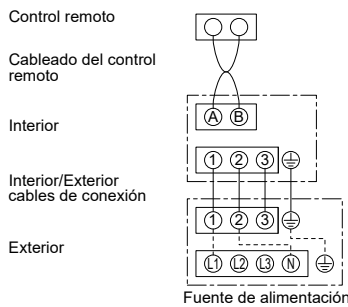 Control remoto
Cableado del control
remoto
A B
Interior
1 2 3
Interior/Exterior
cables de conexión
1 2 3
Exterior
L1 L2 L3 N
Fuente de alimentación